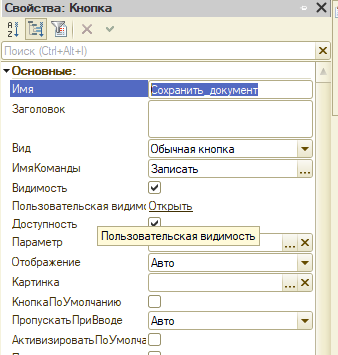 Свойства: Кнопка
Поиск (Ctrl+Alt+I)
Основные:
Имя Сохранить_документ
Заголовок
Вид Обычная кнопка
ИмяКоманды Записать ...
Видимость
Пользовательская видимо Открыть
Доступность
Пользовательская видимость
Параметр ...
Отображение Авто
Картинка ...
КнопкаПоУмолчанию
ПропускатьПриВводе Авто
АктивизироватьПоУмолча